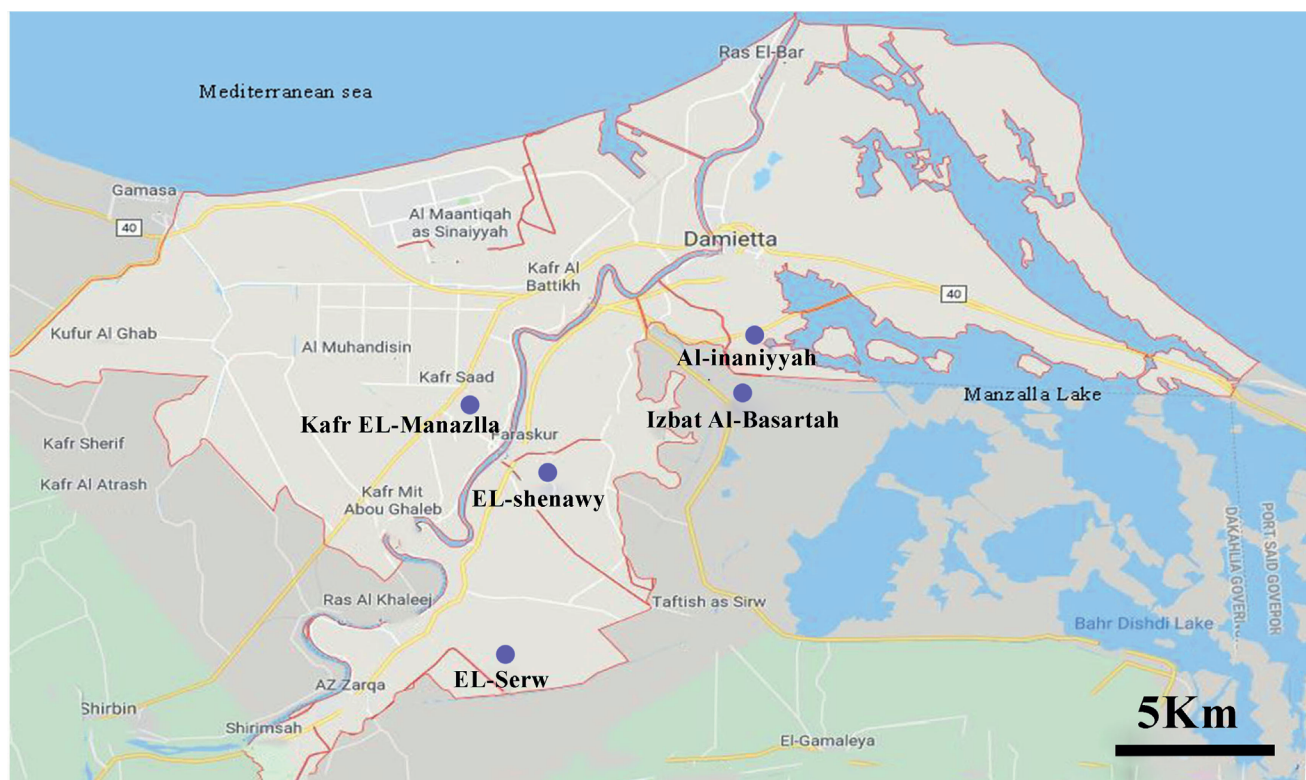 Ras El-Bar
Mediterranean sea
Gamasa
40
Al Maantiqah
as Sinaiyyah
Damietta
Kafr Al
Battikh
40
Kufur Al Ghab
Al Muhandisin
Al-inaniyyah
Kafr Saad
Manzalla Lake
Kafr EL-Manazlla
Izbat Al-Basartah
Faraskur
Kafr Sherif
Kafr Al Atrash
EL-shenawy
Kafr Mit
Abou Ghaleb
DAKAHLIA GOVERN
PORT SAID GOVEPOR
Ras Al Khaleej
Taftish as Sirw
Bahr Dishdi Lake
EL-Serw
AZ Zarqa
Shirbin
Shirimsah
5Km
El-Gamaleya